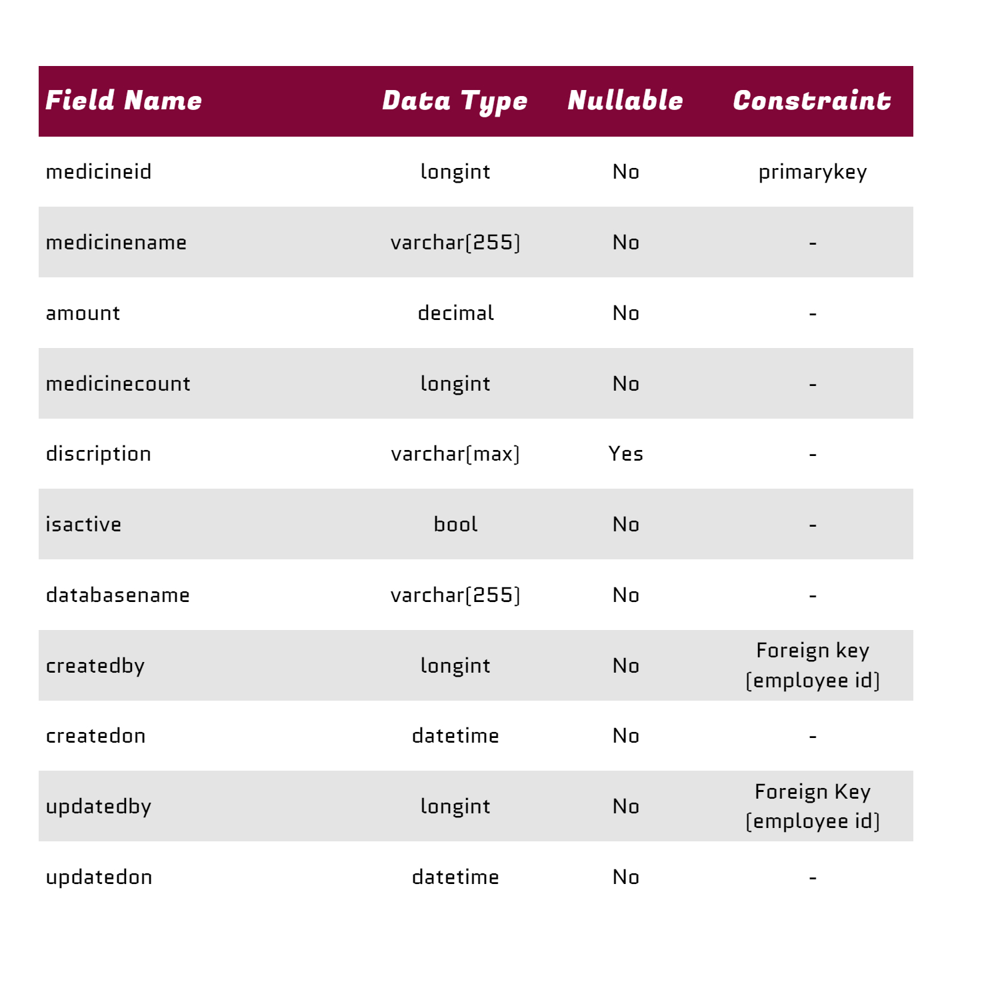 Field Name Data Type Nullable Constraint
medicineid longint No primarykey
medicinename varchar(255) No -
amount decimal No -
medicinecount longint No -
discription varchar(max) Yes -
isactive bool No -
databasename varchar(255) No -
createdby longint No Foreign key
(employee id)
createdon datetime No -
updatedby longint No Foreign Key
(employee id)
updatedon datetime No -